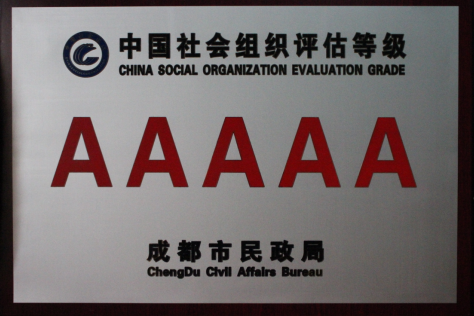 中国社会组织评估等级
CHINA SOCIAL ORGANIZATION EVALUATION GRADE
AAAAA
成都市民政局
ChengDu Civil Affairs Bureau